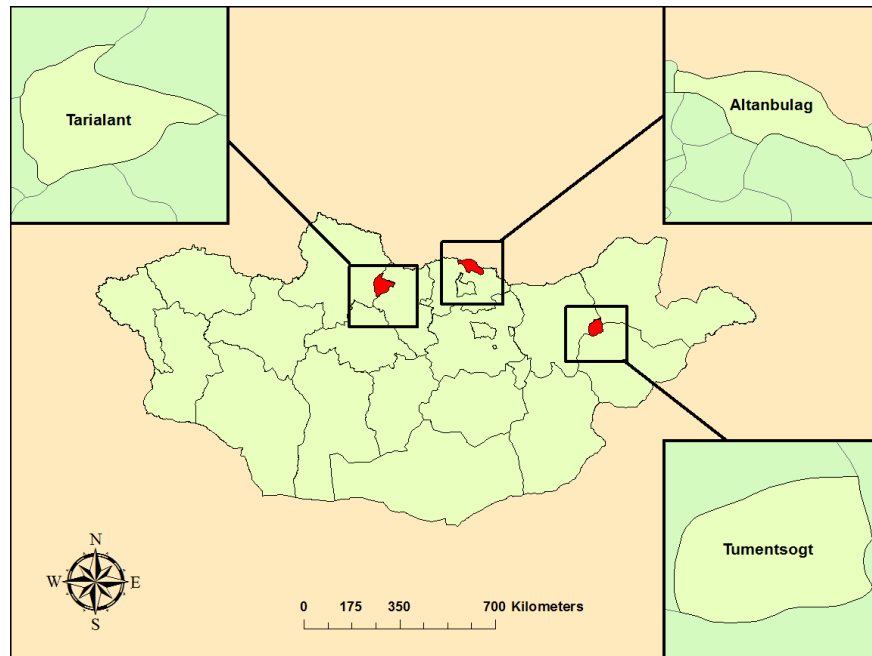 Tarialant
Altanbulag
Tumentsogt
N
W E
S
0 175 350 700 Kilometers